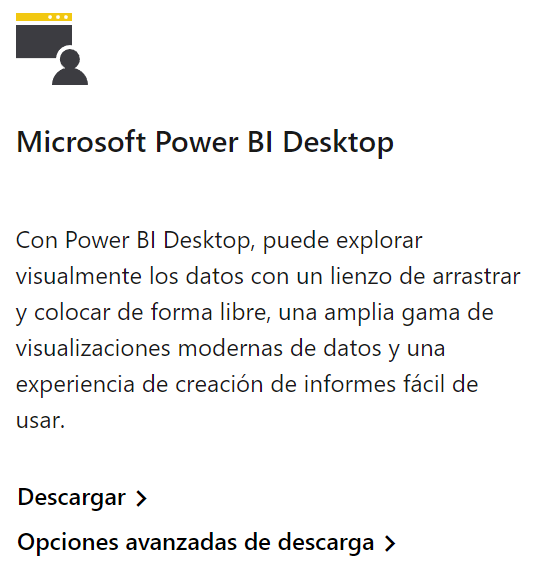 Microsoft Power BI Desktop
Con Power BI Desktop, puede explorar
visualmente los datos con un lienzo de arrastrar
y colocar de forma libre, una amplia gama de
visualizaciones modernas de datos y una
experiencia de creación de informes fácil de
usar.
Descargar
Opciones avanzadas de descarga